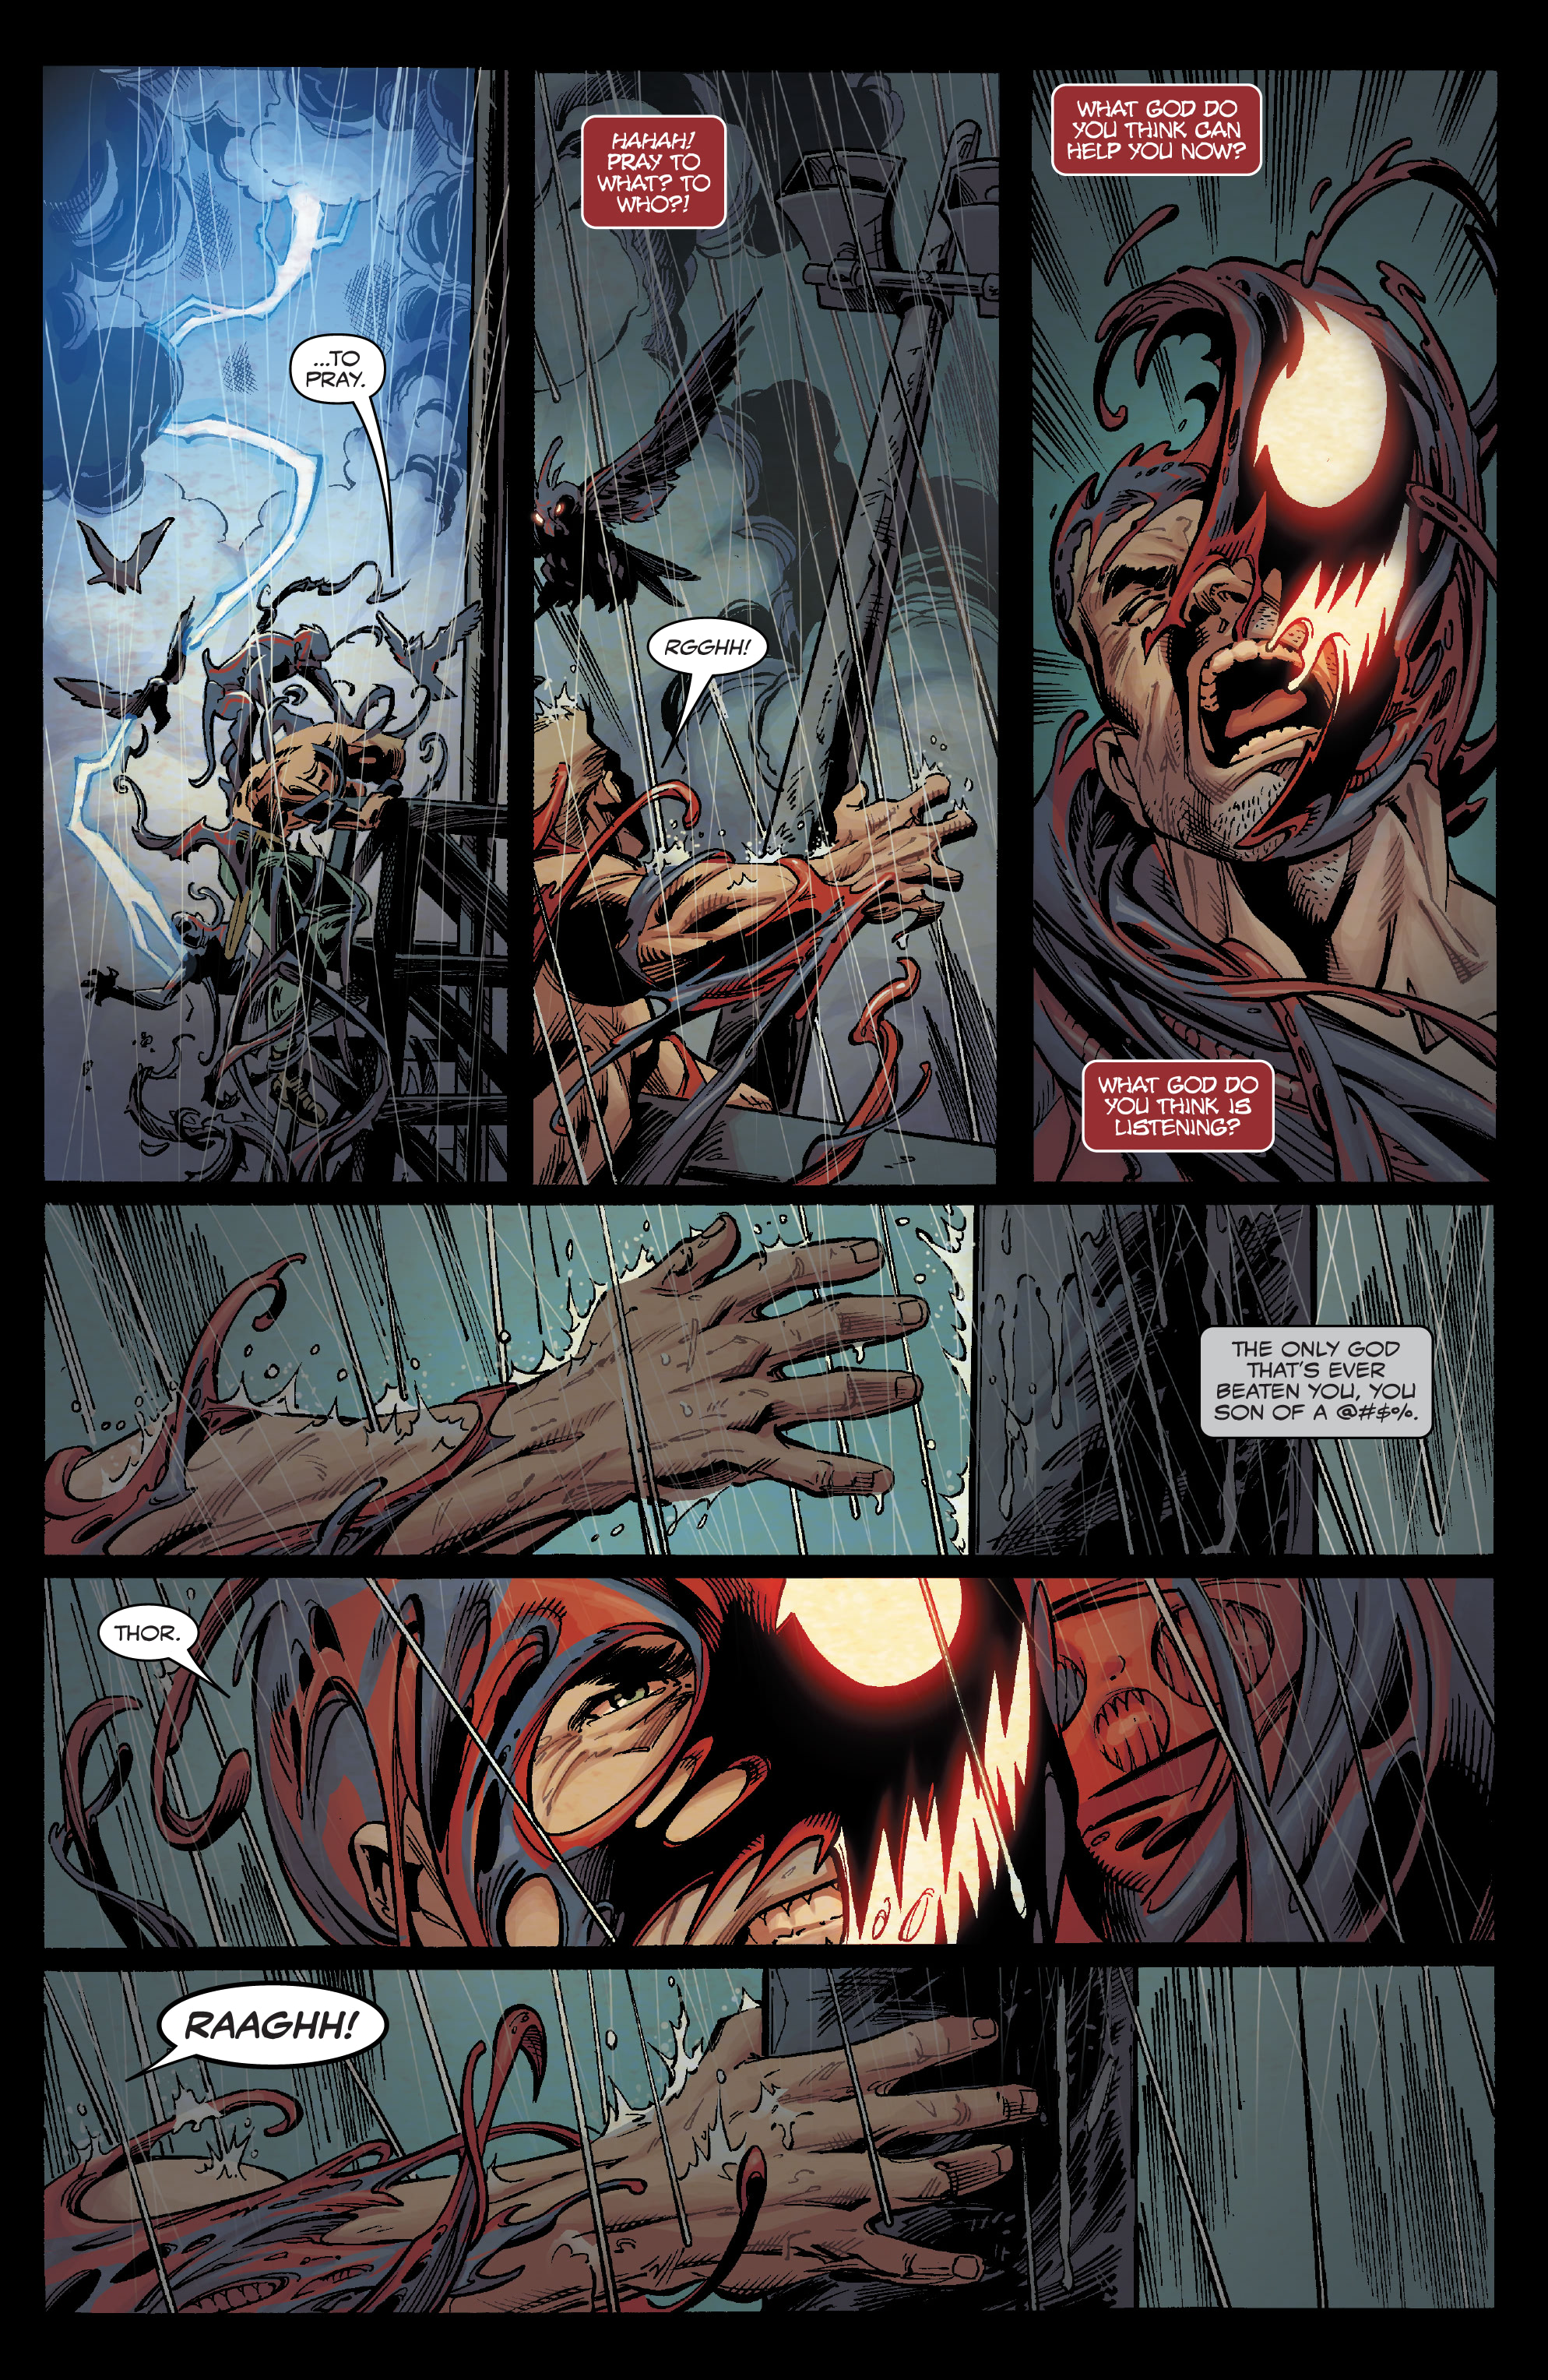 ...TO
PRAY.
HAHAH!
PRAY TO
WHAT? TO
WHO?!
RGGHH!
WHAT GOD DO
YOU THINK CAN
HELP YOU NOW?
WHAT GOD DO
YOU THINK IS
LISTENING?
THE ONLY GOD
THAT'S EVER
BEATEN YOU, YOU
SON OF A @#$%.
THOR.
RAAGHH!